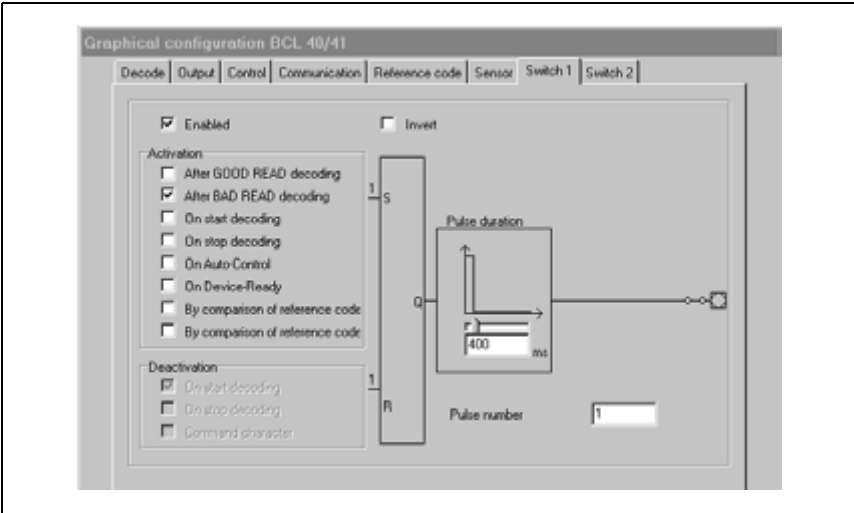 Graphical configuration BCL 40/41
Decode Output Control Communication Reference code Sensor Switch 1 Switch 2
Enabled Invert
Activation
After GOOD READ decoding
After BAD READ decoding
On start decoding
On stop decoding
On Auto-Control
On Device-Ready
By comparison of reference code
By comparison of reference code
1
S
Pulse duration
Q
400 ms
Deactivation
On start decoding
On stop decoding
Command character
1
R
Pulse number 1